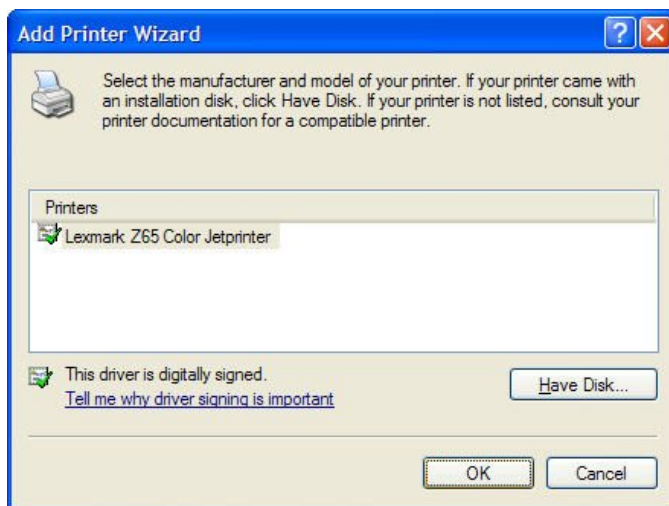 Add Printer Wizard
Select the manufacturer and model of your printer. If your printer came with
an installation disk, click Have Disk. If your printer is not listed, consult your
printer documentation for a compatible printer.
Printers
Lexmark Z65 Color Jetprinter
This driver is digitally signed.
Tell me why driver signing is important
Have Disk...
OK
Cancel